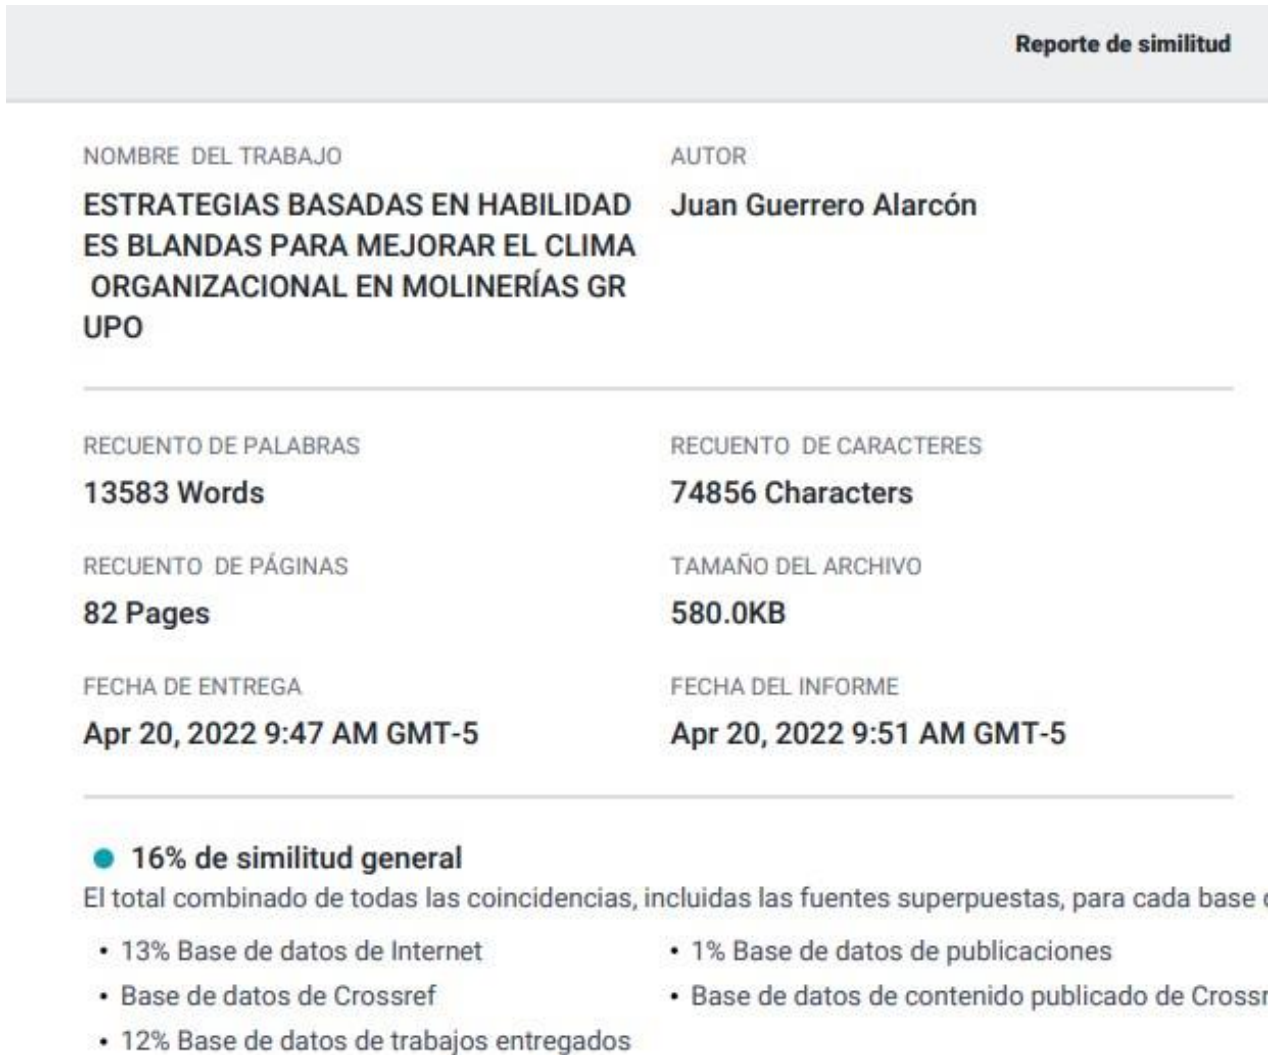 Reporte de similitud
NOMBRE DEL TRABAJO
ESTRATEGIAS BASADAS EN HABILIDAD
ES BLANDAS PARA MEJORAR EL CLIMA
ORGANIZACIONAL EN MOLINERÍAS GR
UPO
AUTOR
Juan Guerrero Alarcón
RECUENTO DE PALABRAS
13583 Words
RECUENTO DE CARACTERES
74856 Characters
RECUENTO DE PÁGINAS
82 Pages
TAMAÑO DEL ARCHIVO
580.0KB
FECHA DE ENTREGA
Apr 20, 2022 9:47 AM GMT-5
FECHA DEL INFORME
Apr 20, 2022 9:51 AM GMT-5
● 16% de similitud general
El total combinado de todas las coincidencias, incluidas las fuentes superpuestas, para cada base
• 13% Base de datos de Internet
• 1% Base de datos de publicaciones
• Base de datos de Crossref
• Base de datos de contenido publicado de
• 12% Base de datos de trabajos entregados